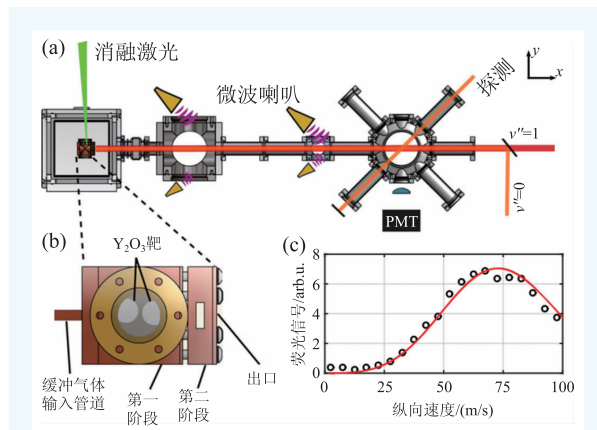 (a)
消融激光
微波喇叭
探测
y
x
v''=1
v''=0
PMT
(b)
Y₂O₃靶
缓冲气体
输入管道
第一
阶段
第二
阶段
出口
(c)
荧光信号/arb.u.
8
6
4
2
0
0 25 50 75 100
纵向速度/(m/s)